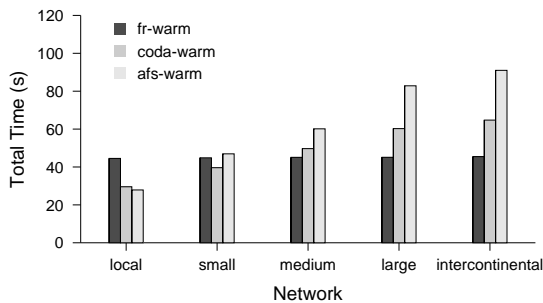 120
100
80
60
40
20
0
Total Time (s)
fr-warm
coda-warm
afs-warm
local small medium large intercontinental
Network